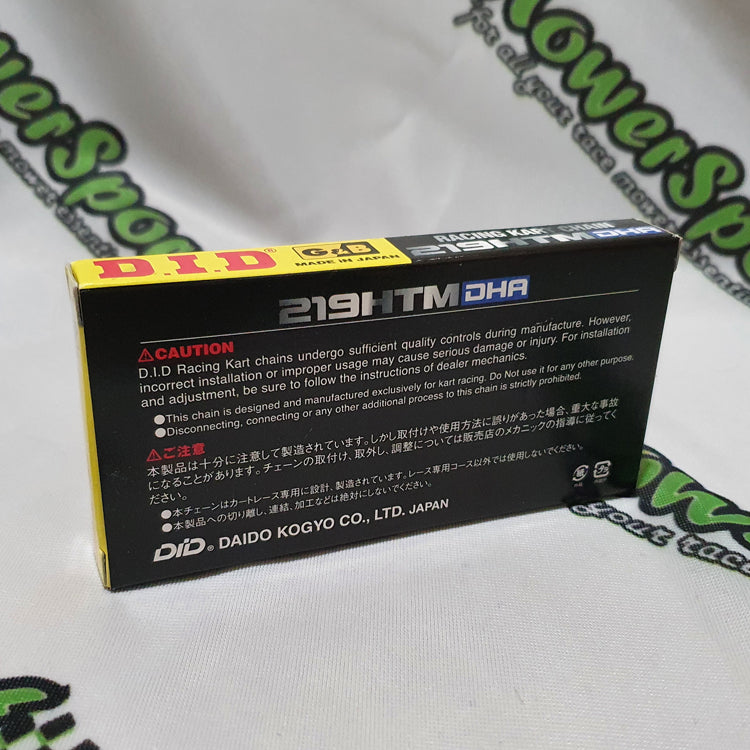 MowerSpor
for all your race mower essentia
D.I.D®
G&B
MADE IN JAPAN
RACING KART CHAIN
219HTM DHA
219HTM DHA
⚠CAUTION
D.I.D Racing Kart chains undergo sufficient quality controls during manufacture. However,
incorrect installation or improper usage may cause serious damage or injury. For installation
and adjustment, be sure to follow the instructions of dealer mechanics.
●This chain is designed and manufactured exclusively for kart racing. Do not use it for any other purpose.
●Disconnecting, connecting or any other additional process to this chain is strictly prohibited.
⚠ご注意
本製品は十分に注意して製造されています。しかし取付けや使用方法に誤りがあった場合、重大な事故
になることがあります。チェーンの取付け、取外し、調整については販売店のメカニックの指導に従ってく
ださい。
●本チェーンはカートレース専用に設計、製造されています。レース専用コース以外では使用しないでください。
●本製品への切り離し、連結、加工などは絶対にしないでください。
DID® DAIDO KOGYO CO., LTD. JAPAN
owerSpor
mower essenti
your race